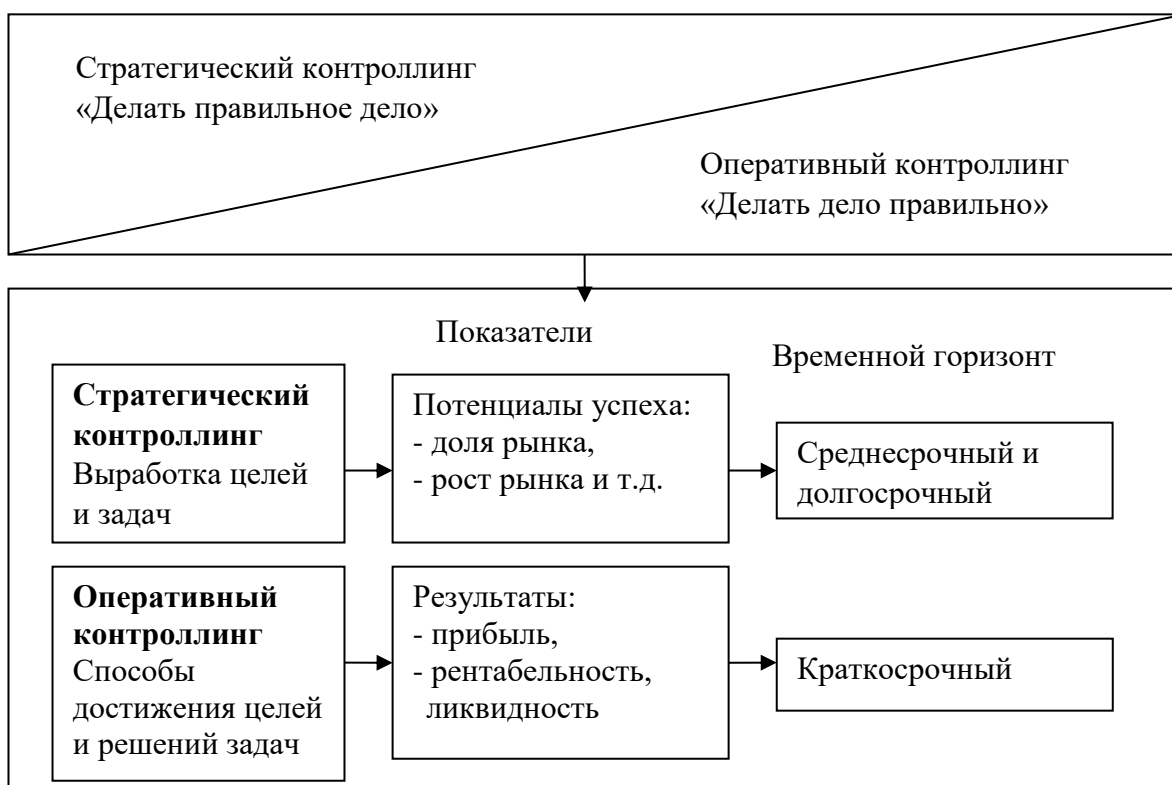 Стратегический контроллинг
«Делать правильное дело»
Оперативный контроллинг
«Делать дело правильно»
Показатели
Временной горизонт
Стратегический
контроллинг
Выработка целей
и задач
Потенциалы успеха:
- доля рынка,
- рост рынка и т.д.
Среднесрочный и
долгосрочный
Оперативный
контроллинг
Способы
достижения целей
и решений задач
Результаты:
- прибыль,
- рентабельность,
ликвидность
Краткосрочный